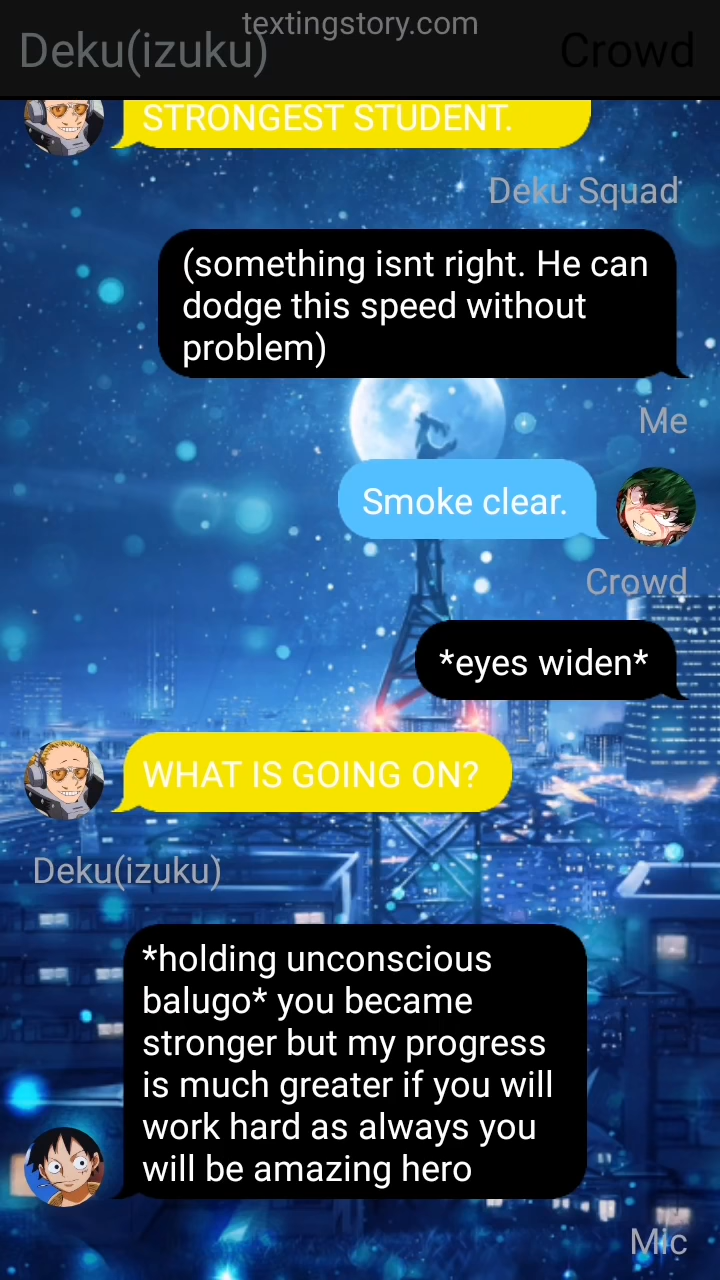 textingstory.com
Deku(izuku)
Crowd
STRONGEST STUDENT.
Deku Squad
(something isnt right. He can
dodge this speed without
problem)
Me
Smoke clear.
Crowd
*eyes widen*
WHAT IS GOING ON?
Deku(izuku)
*holding unconscious
balugo* you became
stronger but my progress
is much greater if you will
work hard as always you
will be amazing hero
Mic